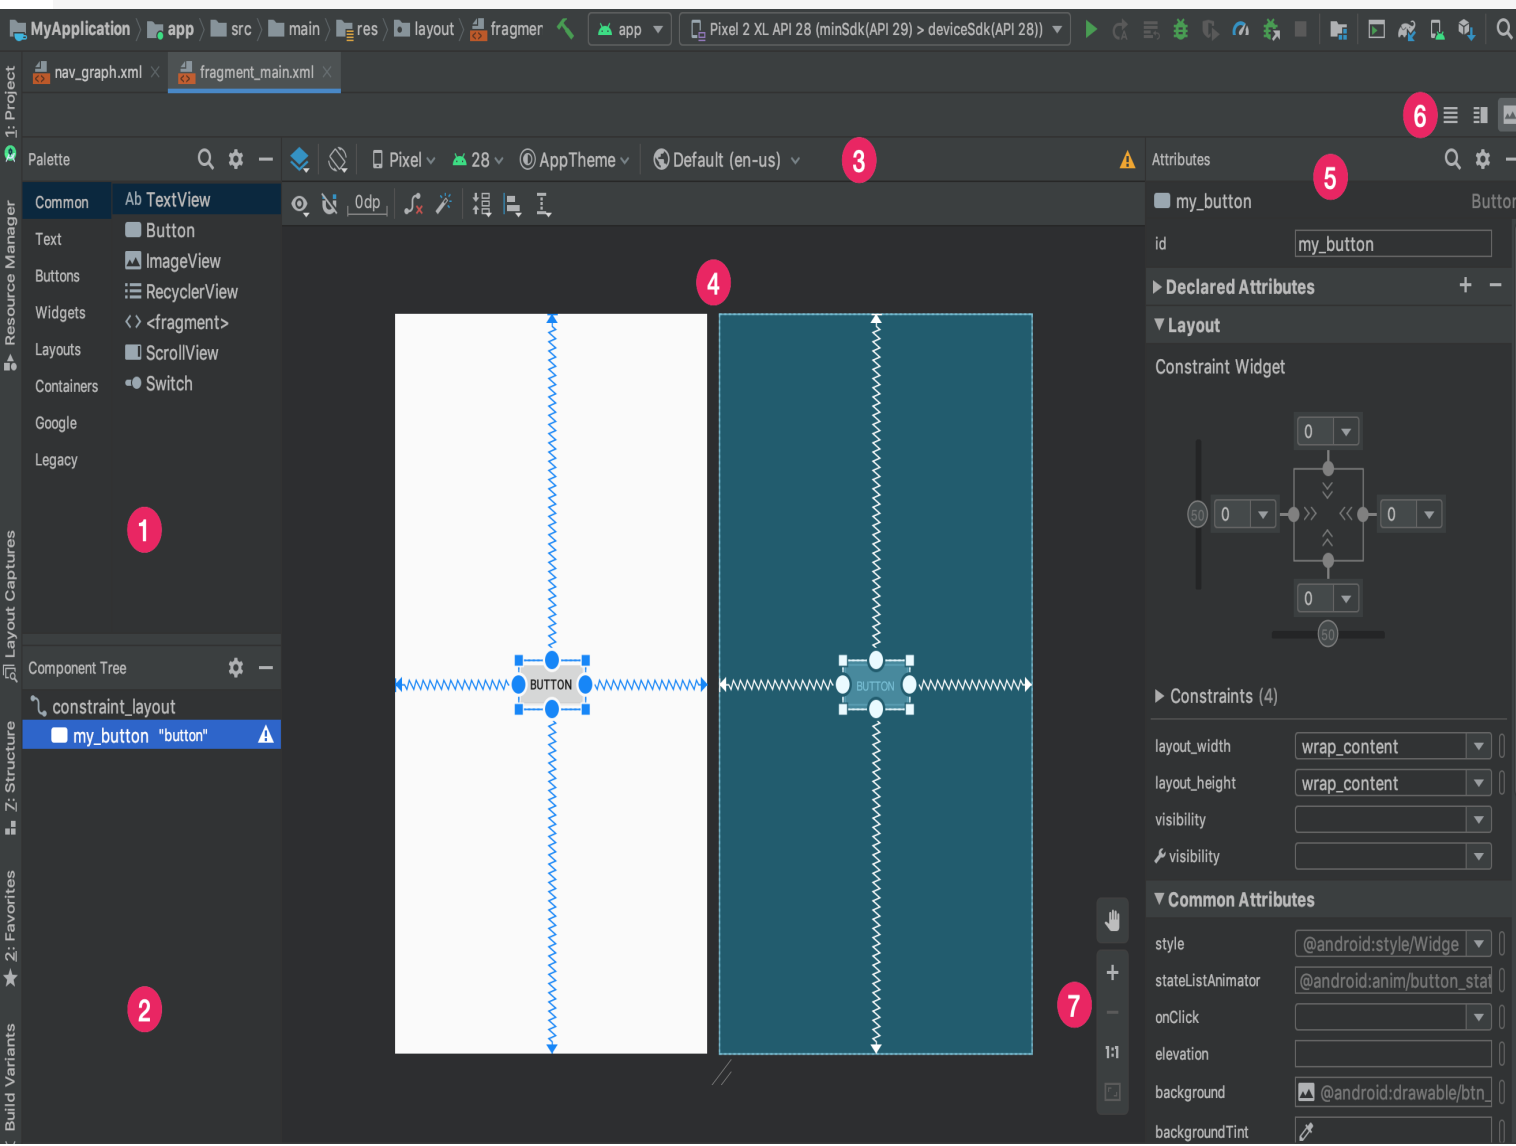 MyApplication app src main res layout fragmer app Pixel 2 XL API 28 (minSdk(API 29) > deviceSdk(API 28))
nav_graph.xml fragment_main.xml
1: Project
Resource Manager
Layout Captures
Z: Structure
2: Favorites
Build Variants
6
Palette
Pixel 28 AppTheme Default (en-us) 3
Attributes
5
Common
Text
Buttons
Widgets
Layouts
Containers
Google
Legacy
Ab TextView
Button
ImageView
RecyclerView
<> <fragment>
ScrollView
Switch
1
0dp
4
BUTTON
BUTTON
Component Tree
constraint_layout
my_button "button"
2
7
1:1
my_button Button
id my_button
Declared Attributes
Layout
Constraint Widget
0
50 0 0
0
50
Constraints (4)
layout_width wrap_content
layout_height wrap_content
visibility
visibility
Common Attributes
style @android:style/Widge
stateListAnimator @android:anim/button_stat
onClick
elevation
background @android:drawable/btn_
backgroundTint